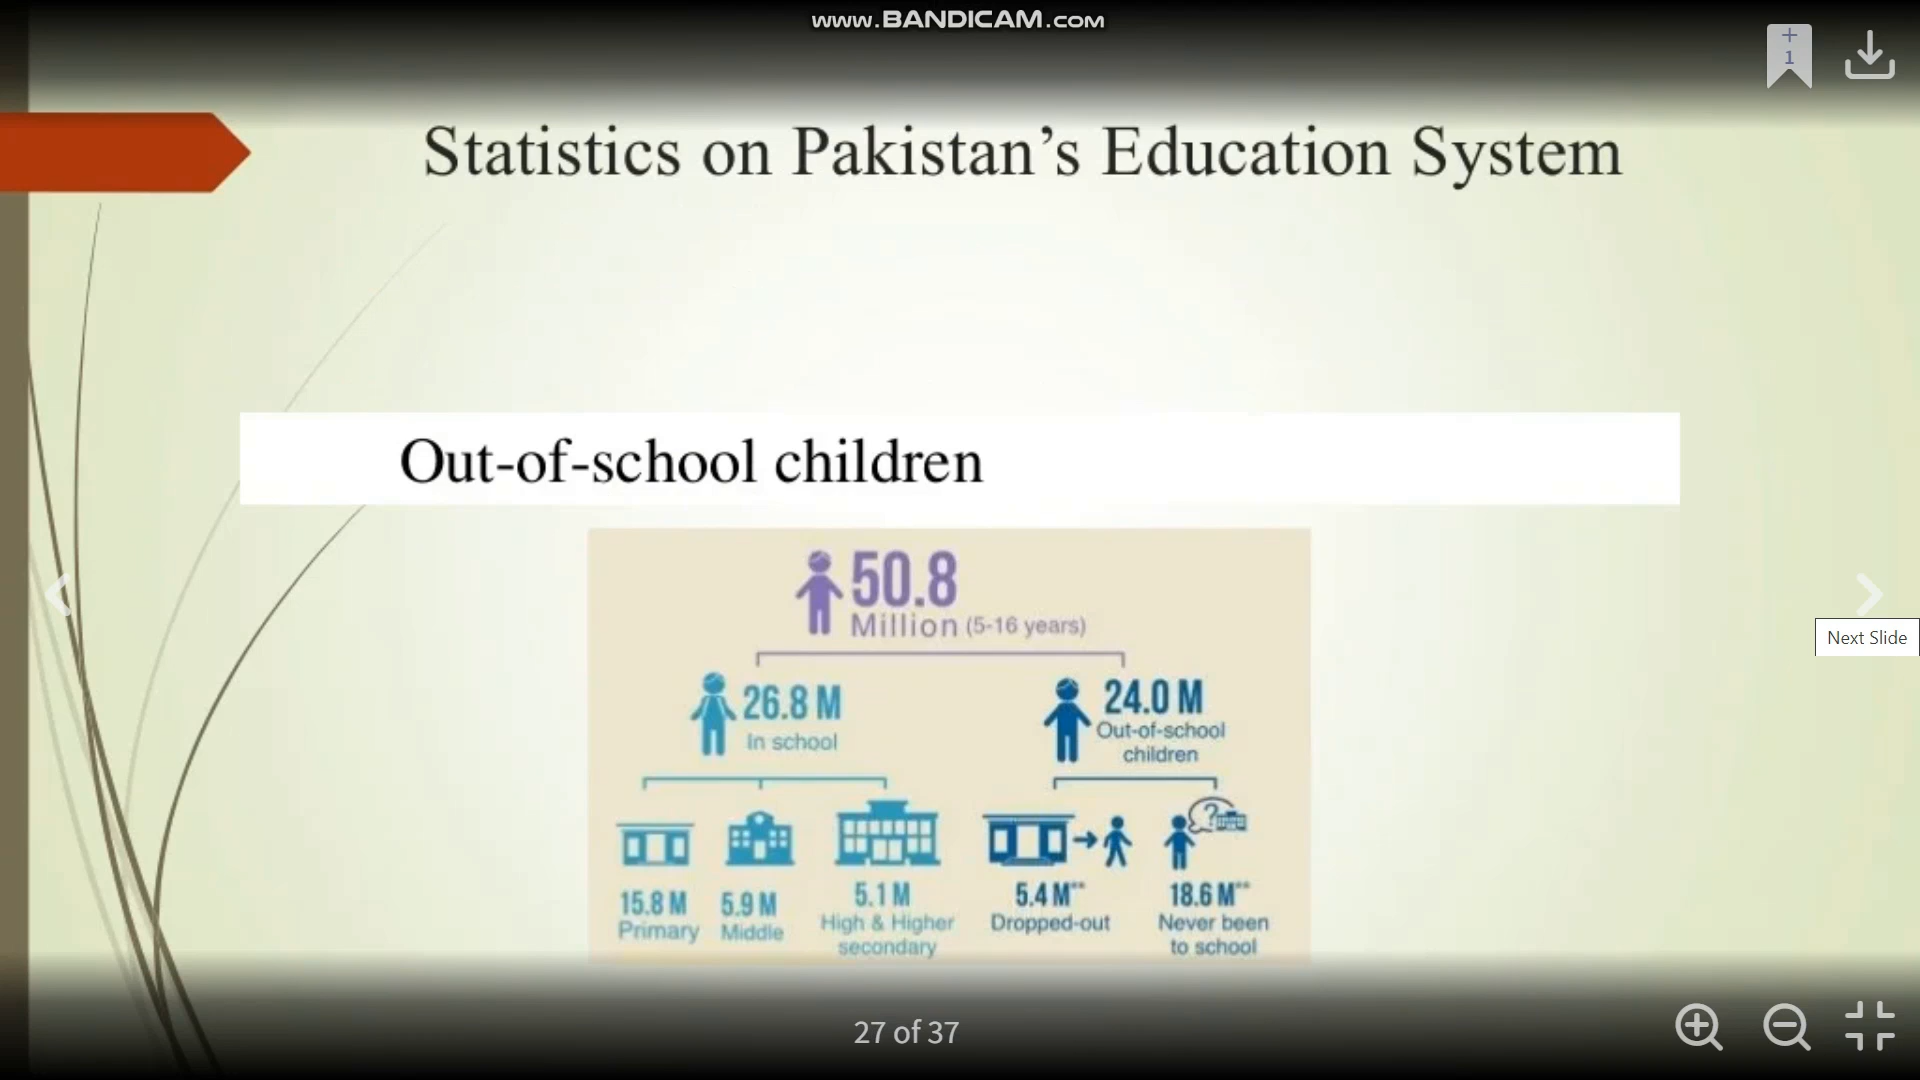 www.BANDICAM.com
+
1
Statistics on Pakistan’s Education System
Out-of-school children
50.8
Million (5-16 years)
26.8 M
In school
24.0 M
Out-of-school
children
15.8 M
Primary
5.9 M
Middle
5.1 M
High & Higher
secondary
5.4 M**
Dropped-out
?
18.6 M**
Never been
to school
Next Slide
27 of 37